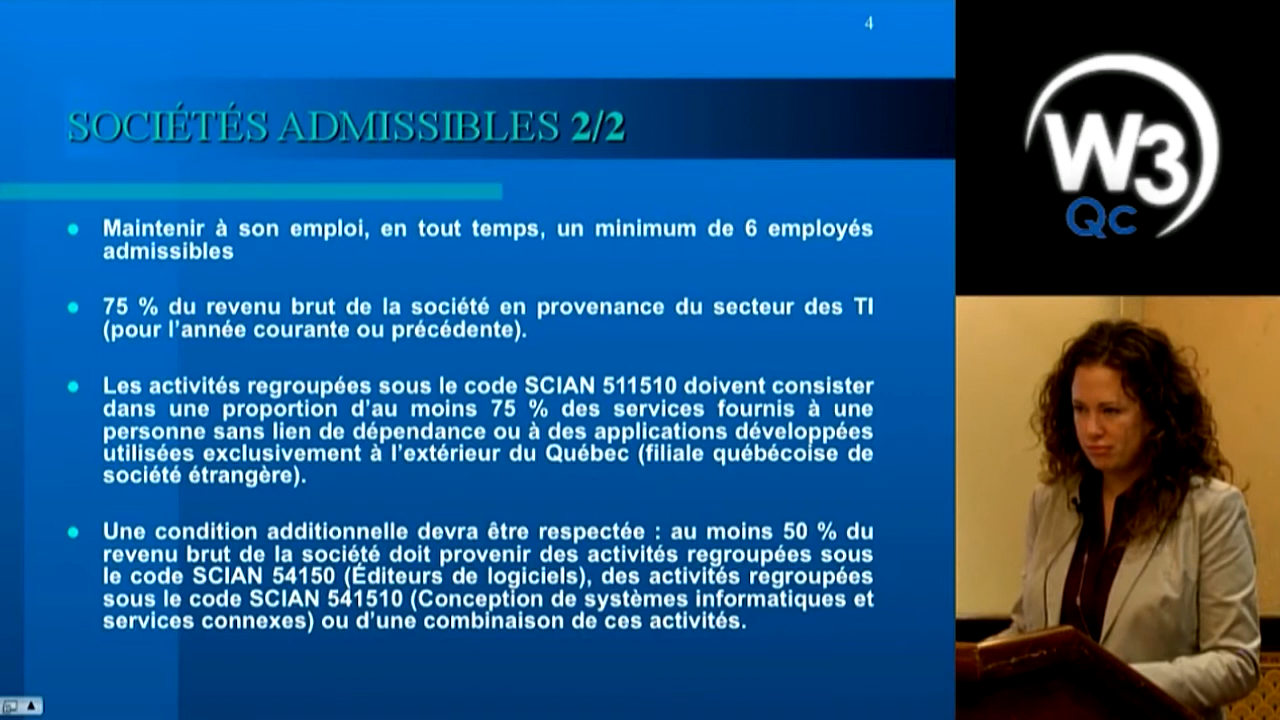 4
SOCIÉTÉS ADMISSIBLES 2/2
Maintenir à son emploi, en tout temps, un minimum de 6 employés
admissibles
75 % du revenu brut de la société en provenance du secteur des TI
(pour l’année courante ou précédente).
Les activités regroupées sous le code SCIAN 511510 doivent consister
dans une proportion d’au moins 75 % des services fournis à une
personne sans lien de dépendance ou à des applications développées
utilisées exclusivement à l’extérieur du Québec (filiale québécoise de
société étrangère).
Une condition additionnelle devra être respectée : au moins 50 % du
revenu brut de la société doit provenir des activités regroupées sous
le code SCIAN 54150 (Éditeurs de logiciels), des activités regroupées
sous le code SCIAN 541510 (Conception de systèmes informatiques et
services connexes) ou d’une combinaison de ces activités.
W3
Qc